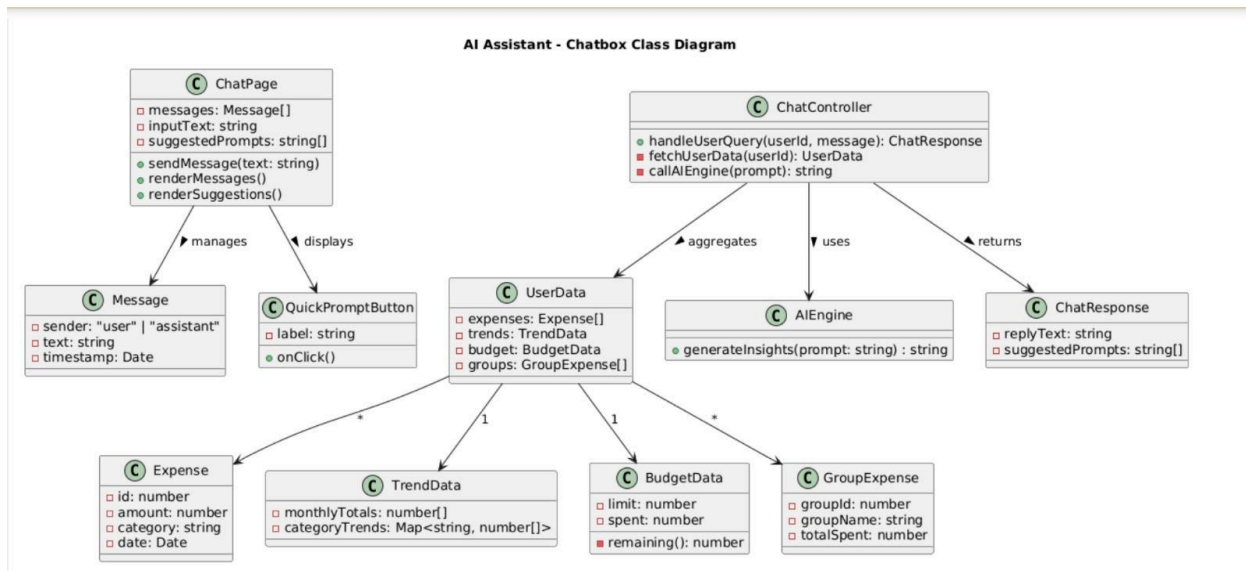 AI Assistant - Chatbox Class Diagram
C ChatPage
messages: Message[]
inputText: string
suggestedPrompts: string[]
sendMessage(text: string)
renderMessages()
renderSuggestions()
C ChatController
handleUserQuery(userId, message): ChatResponse
fetchUserData(userId): UserData
callAIEngine(prompt): string
manages
displays
aggregates
uses
returns
C Message
sender: "user" | "assistant"
text: string
timestamp: Date
C QuickPromptButton
label: string
onClick()
C UserData
expenses: Expense[]
trends: TrendData
budget: BudgetData
groups: GroupExpense[]
C AIEngine
generateInsights(prompt: string) : string
C ChatResponse
replyText: string
suggestedPrompts: string[]
*
1
1
*
C Expense
id: number
amount: number
category: string
date: Date
C TrendData
monthlyTotals: number[]
categoryTrends: Map<string, number[]>
C BudgetData
limit: number
spent: number
remaining(): number
C GroupExpense
groupId: number
groupName: string
totalSpent: number